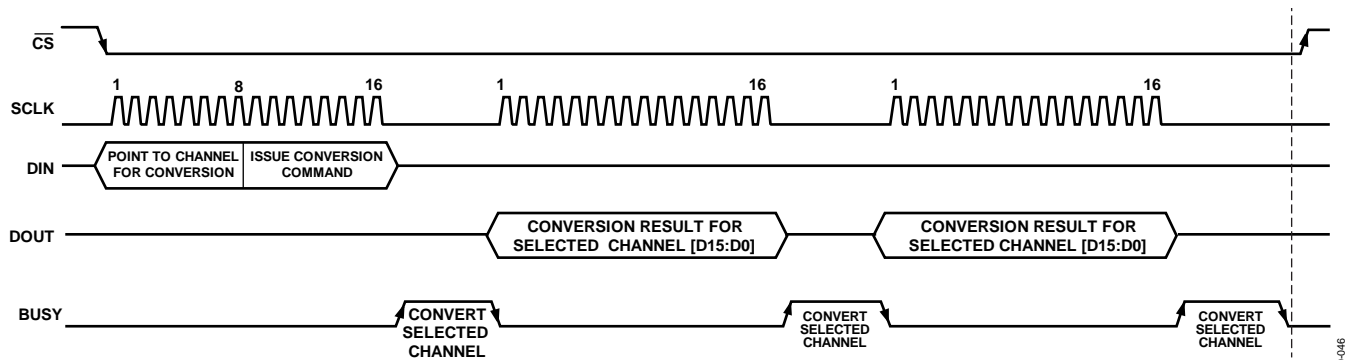 CS
1
8
16
1
16
1
16
SCLK
DIN
POINT TO CHANNEL
FOR CONVERSION
ISSUE CONVERSION
COMMAND
DOUT
CONVERSION RESULT FOR
SELECTED CHANNEL [D15:D0]
CONVERSION RESULT FOR
SELECTED CHANNEL [D15:D0]
BUSY
CONVERT
SELECTED
CHANNEL
CONVERT
SELECTED
CHANNEL
CONVERT
SELECTED
CHANNEL
-046